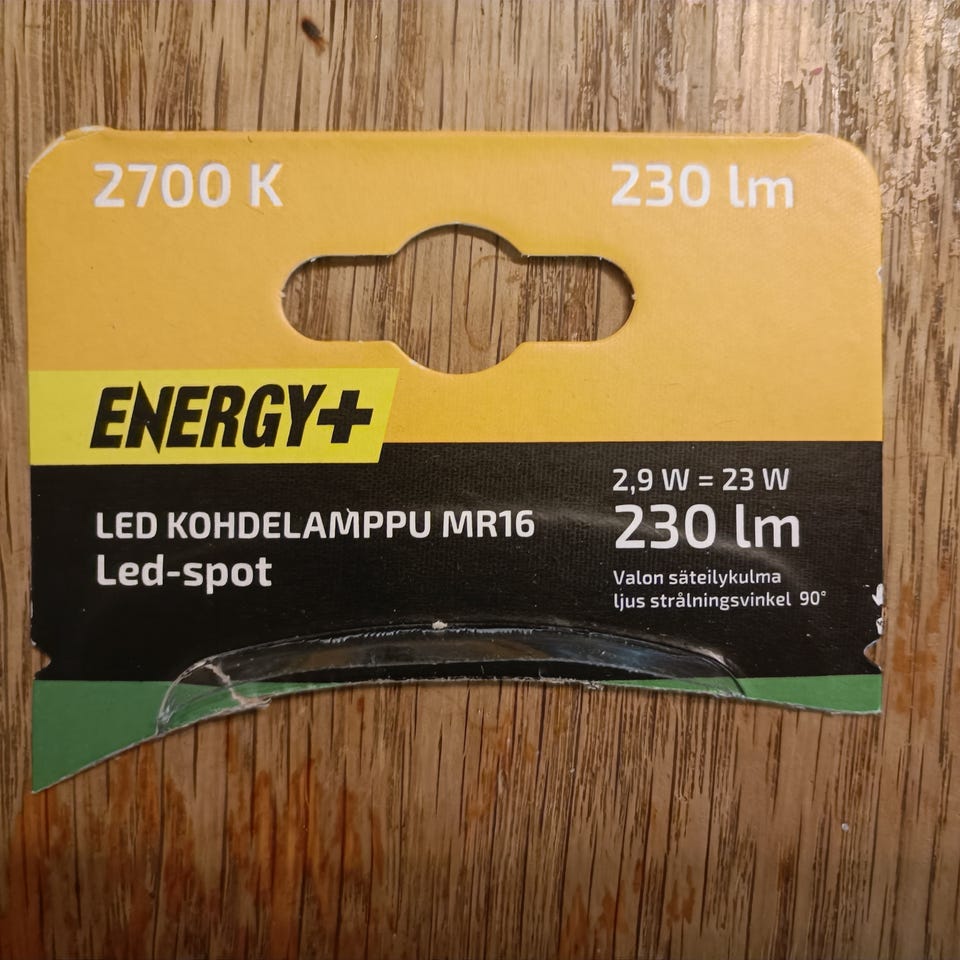 2700 K
230 lm
ENERGY+
2,9 W = 23 W
230 lm
LED KOHDELAMPPU MR16
Led-spot
Valon säteilykulma
ljus strålningsvinkel 90°